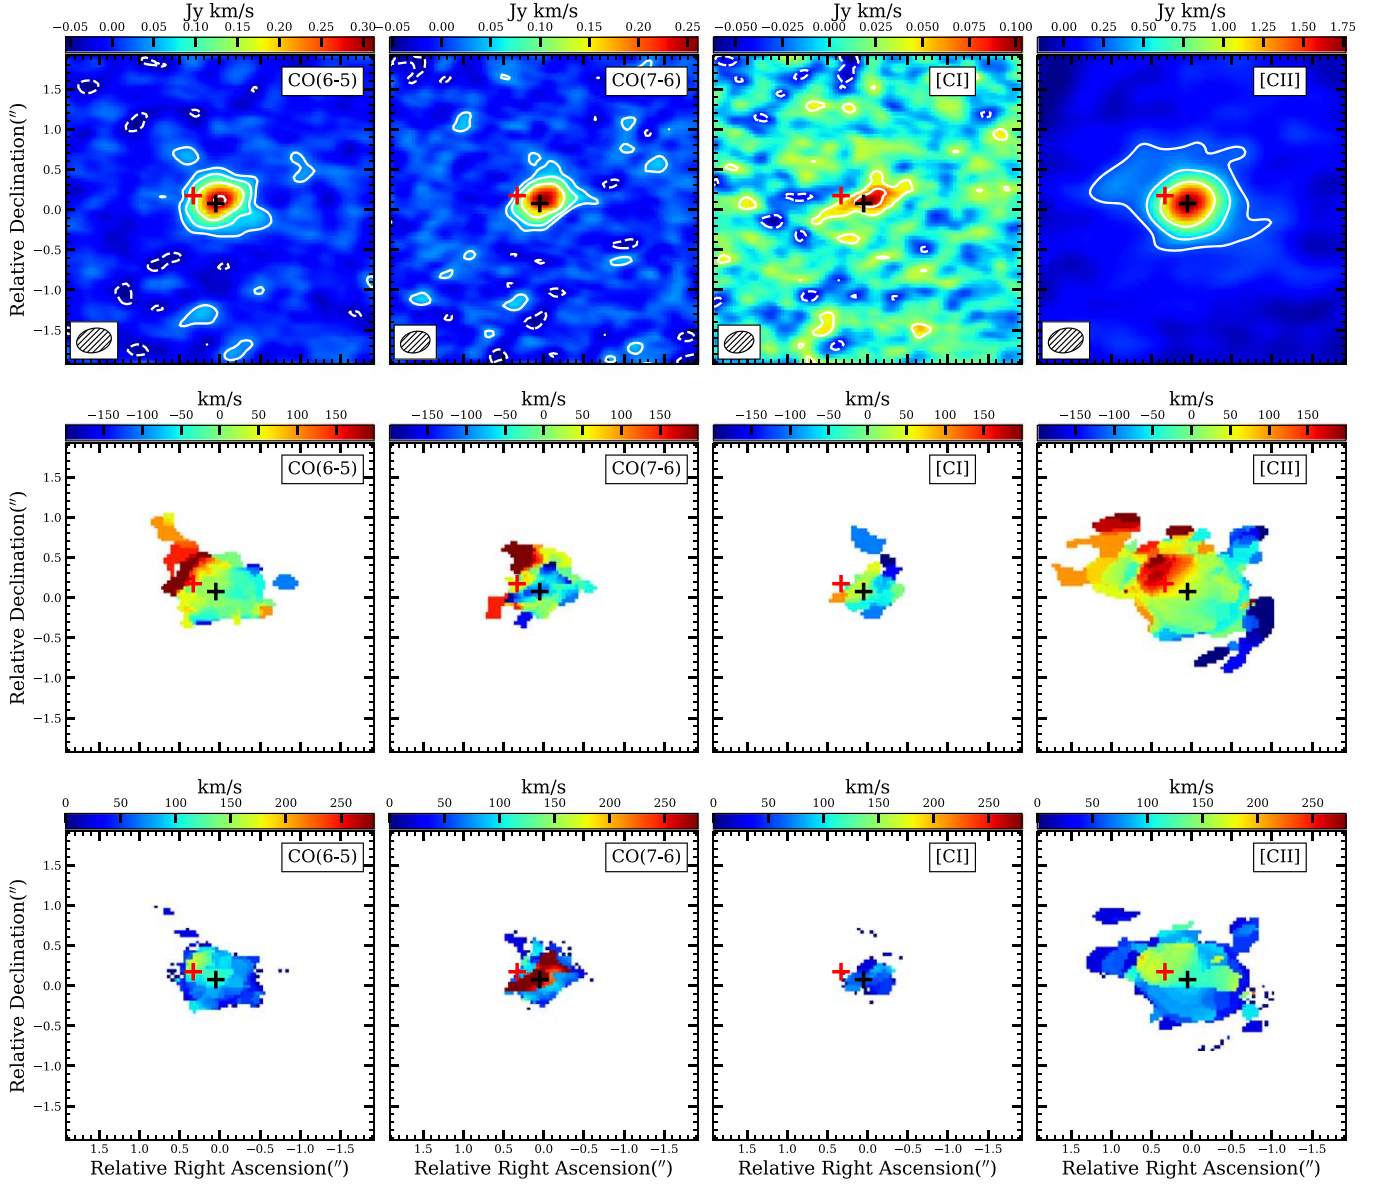 Jy km/s Jy km/s Jy km/s Jy km/s
−0.05 0.00 0.05 0.10 0.15 0.20 0.25 0.30 −0.05 0.00 0.10 0.20 0.25 −0.050 −0.025 0.000 0.025 0.050 0.075 0.100 0.00 0.25 0.50 0.75 1.00 1.25 1.50 1.75
CO(6-5) CO(7-6) [CI] [CII]
Relative Declination(″)
1.5
1.0
0.5
0.0
−0.5
−1.0
−1.5
km/s km/s km/s km/s
−150 −100 −50 0 50 100 150 −150 −100 −50 0 50 100 150 −150 −100 −50 0 50 100 150 −150 −100 −50 0 50 100 150
CO(6-5) CO(7-6) [CI] [CII]
Relative Declination(″)
1.5
1.0
0.5
0.0
−0.5
−1.0
−1.5
km/s km/s km/s km/s
0 50 100 150 200 250 0 50 100 150 200 250 0 50 100 150 200 250 0 50 100 150 200 250
CO(6-5) CO(7-6) [CI] [CII]
Relative Declination(″)
1.5
1.0
0.5
0.0
−0.5
−1.0
−1.5
1.5 1.0 0.5 0.0 −0.5 −1.0 −1.5 1.5 1.0 0.5 0.0 −0.5 −1.0 −1.5 1.5 1.0 0.5 0.0 −0.5 −1.0 −1.5 1.5 1.0 0.5 0.0 −0.5 −1.0 −1.5
Relative Right Ascension(″) Relative Right Ascension(″) Relative Right Ascension(″) Relative Right Ascension(″)